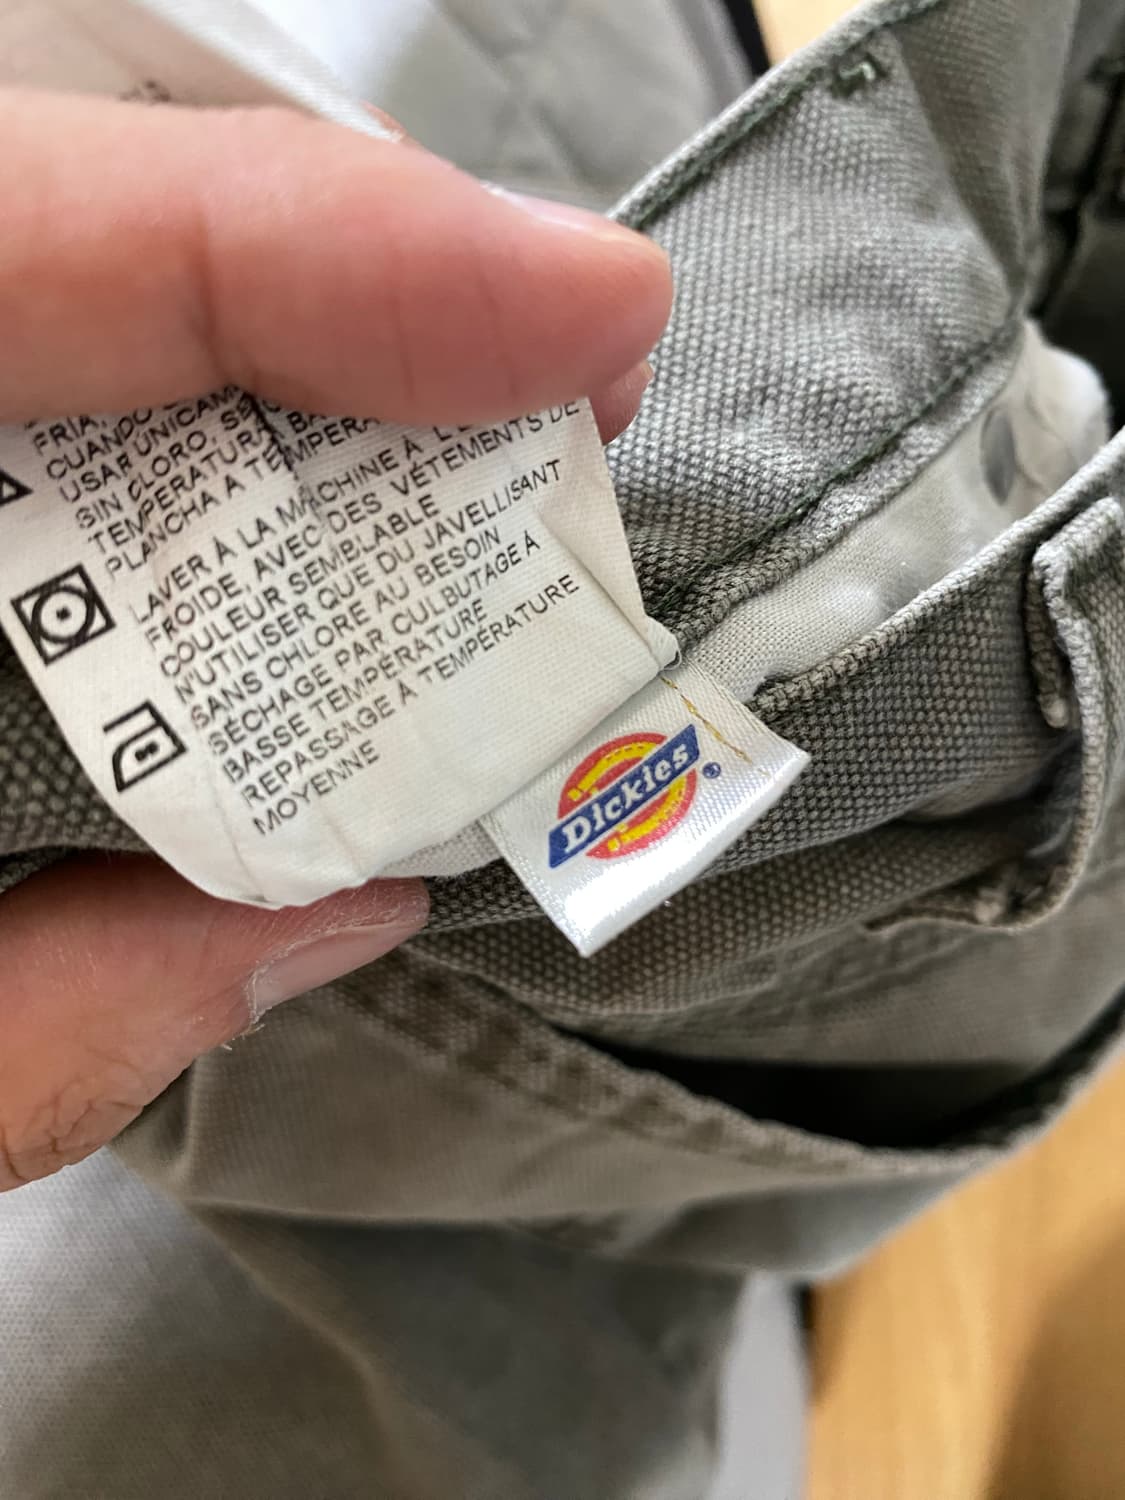 FRIA,
CUANDO
USAR ÚNICAM
SIN CLORO. SE
TEMPERATURA BA
PLANCHA A TEMPERA
LAVER À LA MACHINE À L'E
FROIDE, AVEC DES VÊTEMENTS DE
COULEUR SEMBLABLE
N'UTILISER QUE DU JAVELLISANT
SANS CHLORE AU BESOIN
SÉCHAGE PAR CULBUTAGE À
BASSE TEMPÉRATURE
REPASSAGE À TEMPÉRATURE
MOYENNE
Dickies®